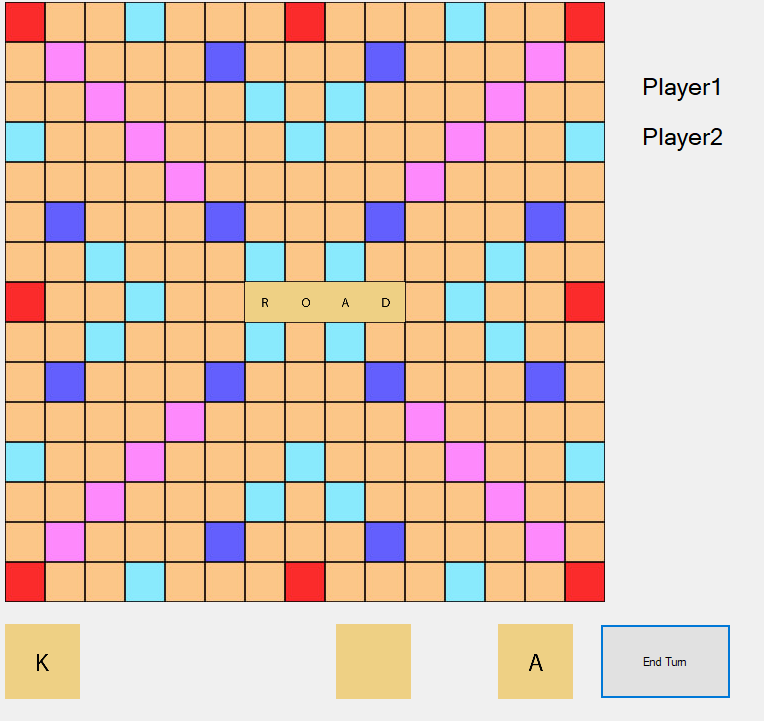 Player1
Player2
R O A D
K A
End Turn